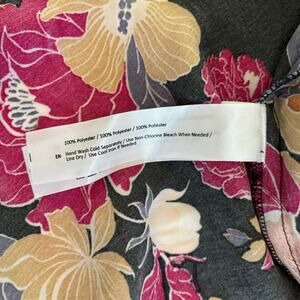 100% Polyester / 100% Polyester / 100% Poliéster
EN Hand Wash Cold Separately / Use Non-Chlorine Bleach When Needed /
Line Dry / Use Cool Iron If Needed